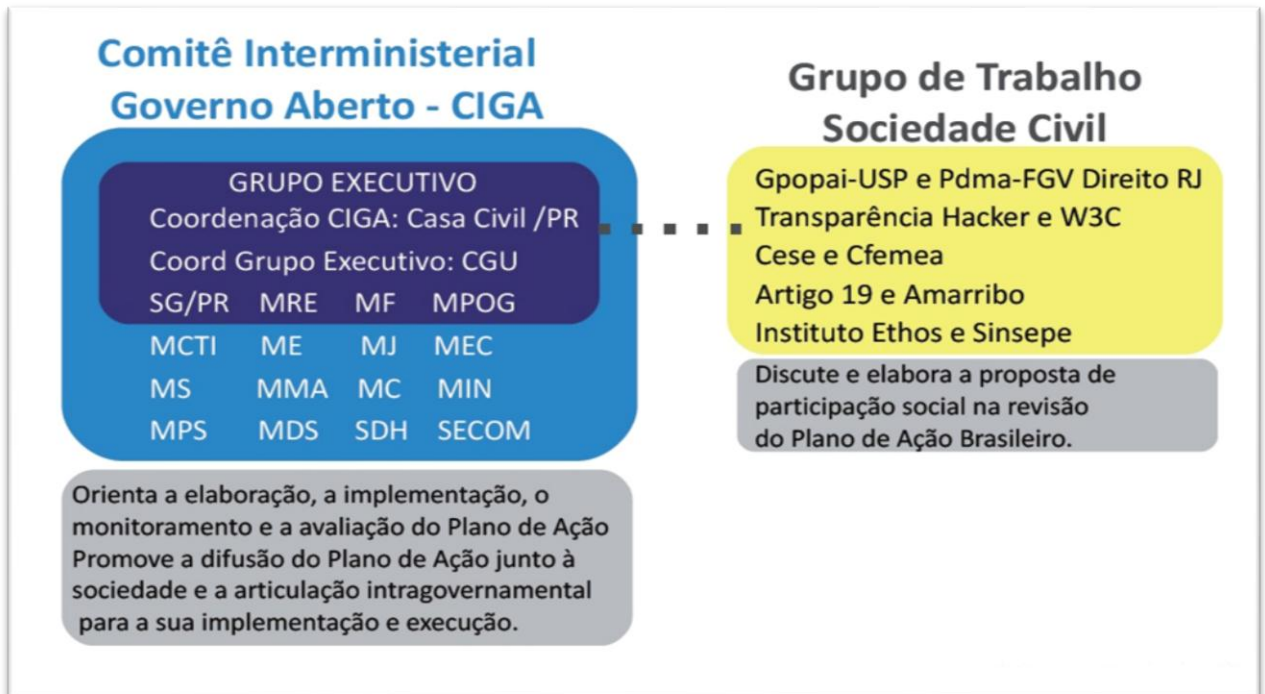 Comitê Interministerial
Governo Aberto - CIGA
GRUPO EXECUTIVO
Coordenação CIGA: Casa Civil /PR
Coord Grupo Executivo: CGU
SG/PR MRE MF MPOG
MCTI ME MJ MEC
MS MMA MC MIN
MPS MDS SDH SECOM
Orienta a elaboração, a implementação, o
monitoramento e a avaliação do Plano de Ação
Promove a difusão do Plano de Ação junto à
sociedade e a articulação intragovernamental
para a sua implementação e execução.
Grupo de Trabalho
Sociedade Civil
Gpopai-USP e Pdma-FGV Direito RJ
Transparência Hacker e W3C
Cese e Cfemea
Artigo 19 e Amarribo
Instituto Ethos e Sinsepe
Discute e elabora a proposta de
participação social na revisão
do Plano de Ação Brasileiro.